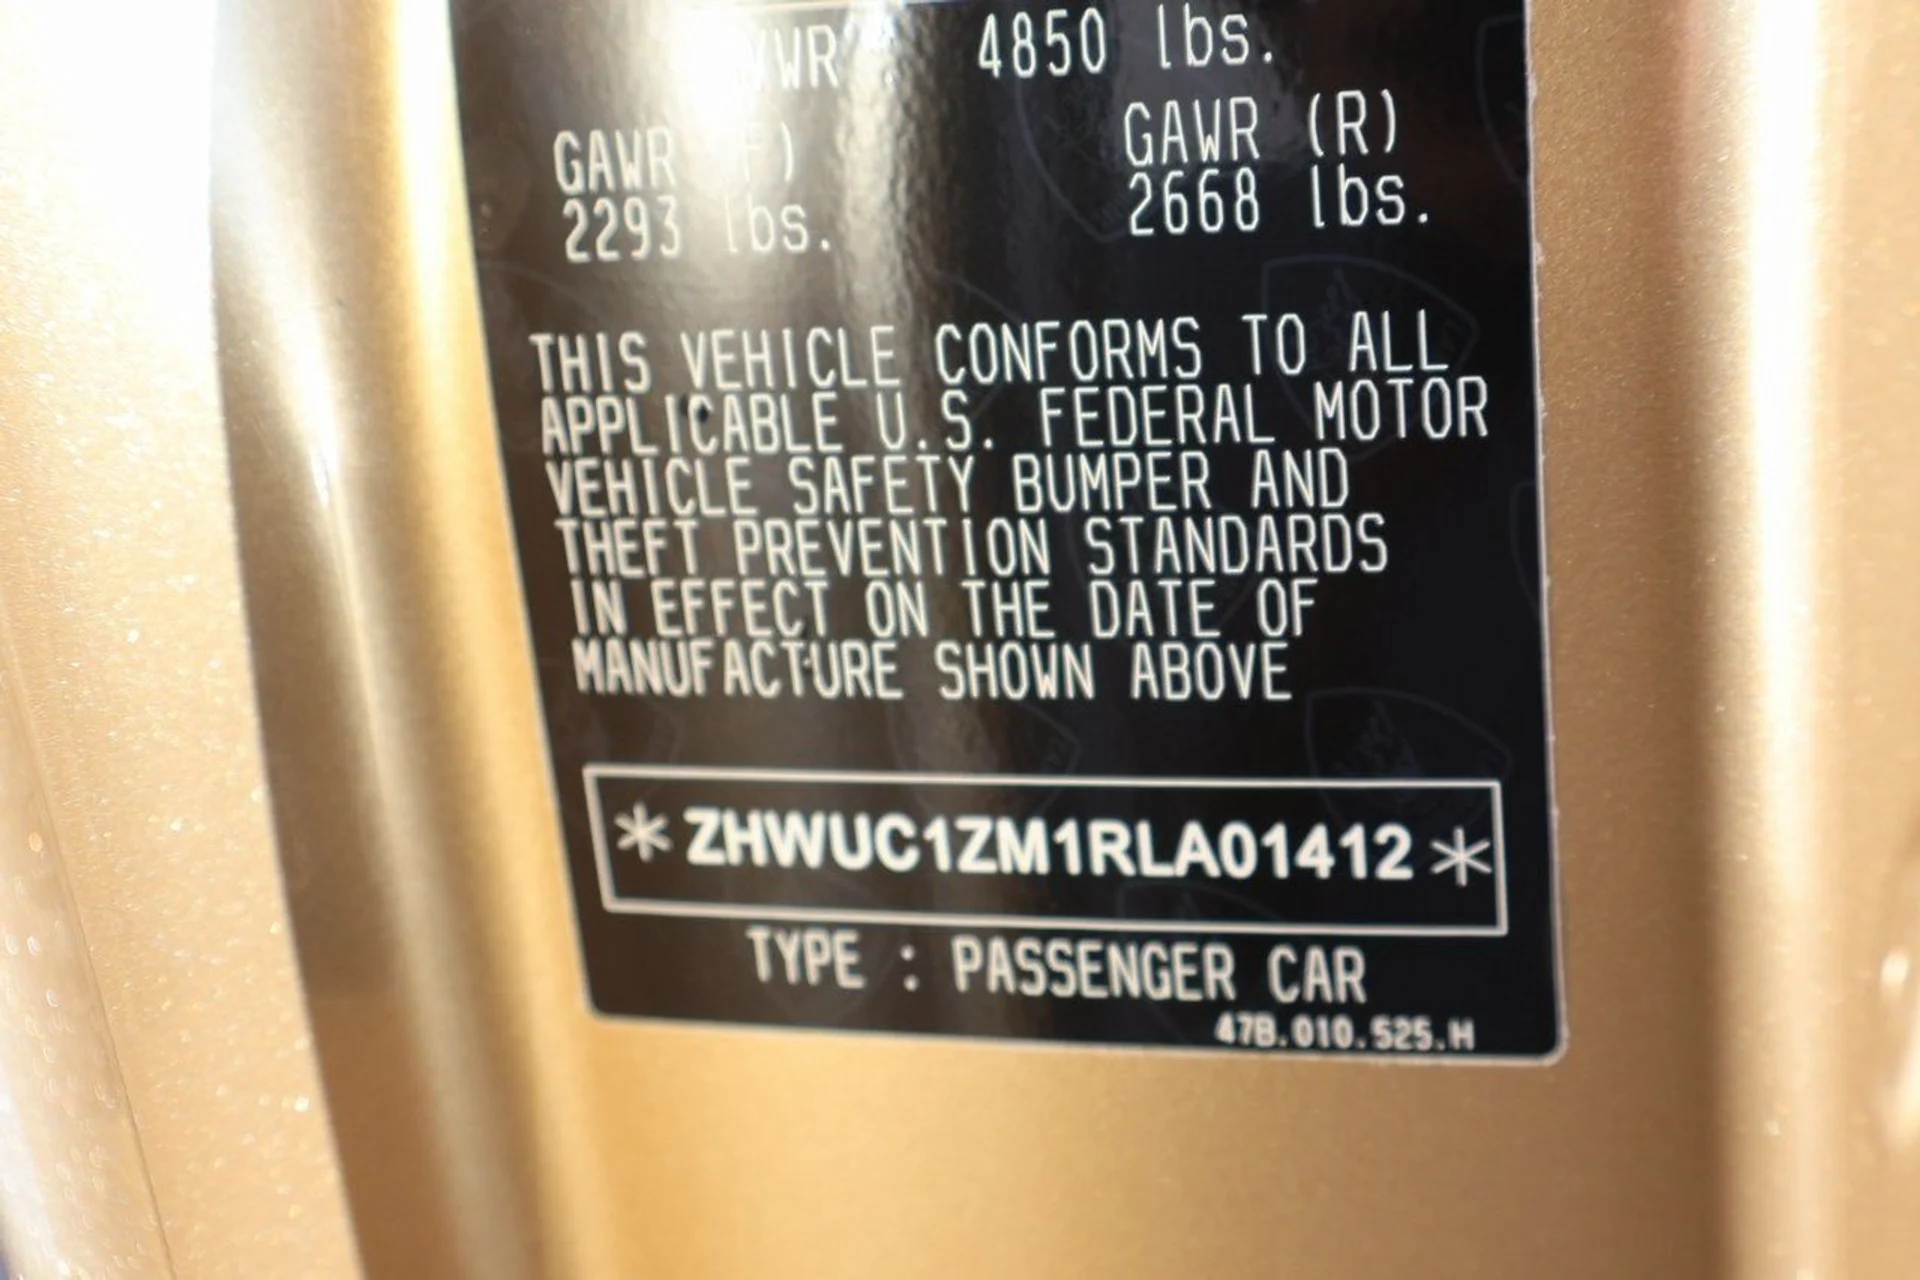 GVWR : 4850 lbs.
GAWR (F) GAWR (R)
2293 lbs. 2668 lbs.
THIS VEHICLE CONFORMS TO ALL
APPLICABLE U.S. FEDERAL MOTOR
VEHICLE SAFETY BUMPER AND
THEFT PREVENTION STANDARDS
IN EFFECT ON THE DATE OF
MANUFACTURE SHOWN ABOVE
*ZHWUC1ZM1RLA01412*
TYPE : PASSENGER CAR
47B.010.525.H